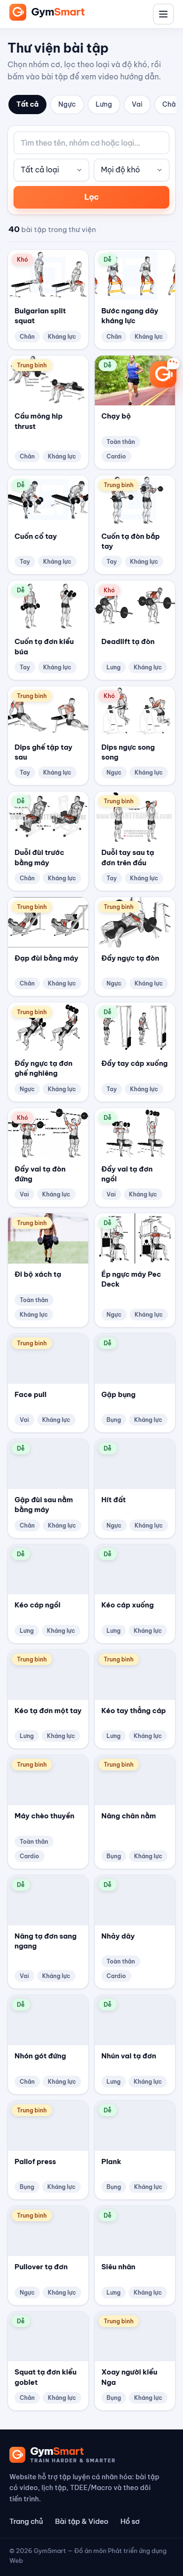 GymSmart
Thư viện bài tập
Chọn nhóm cơ, lọc theo loại và độ khó, rồi
bấm vào bài tập để xem video hướng dẫn.
Tất cả
Ngực
Lưng
Vai
Tìm theo tên, nhóm cơ hoặc loại...
Tất cả loại
Mọi độ khó
Lọc
40 bài tập trong thư viện
Khó
Dễ
Bulgarian split
squat
Chân
Kháng lực
Bước ngang dây
kháng lực
Chân
Kháng lực
Trung bình
Dễ
Cầu mông hip
thrust
Chân
Kháng lực
Chạy bộ
Toàn thân
Cardio
Dễ
Trung bình
Cuốn cổ tay
Tay
Kháng lực
Cuốn tạ đòn bắp
tay
Tay
Kháng lực
Dễ
Khó
Cuốn tạ đơn kiểu
búa
Tay
Kháng lực
Deadlift tạ đòn
Lưng
Kháng lực
Trung bình
Khó
Dips ghế tập tay
sau
Tay
Kháng lực
Dips ngực song
song
Ngực
Kháng lực
Dễ
Trung bình
Duỗi đùi trước
bằng máy
Chân
Kháng lực
Duỗi tay sau tạ
đơn trên đầu
Tay
Kháng lực
Trung bình
Trung bình
Đạp đùi bằng máy
Chân
Kháng lực
Đẩy ngực tạ đòn
Ngực
Kháng lực
Trung bình
Dễ
Đẩy ngực tạ đơn
ghế nghiêng
Ngực
Kháng lực
Đẩy tay cáp xuống
Tay
Kháng lực
Khó
Dễ
Đẩy vai tạ đòn
đứng
Vai
Kháng lực
Đẩy vai tạ đơn
ngồi
Vai
Kháng lực
Trung bình
Dễ
Đi bộ xách tạ
Toàn thân
Kháng lực
Ép ngực máy Pec
Deck
Ngực
Kháng lực
Trung bình
Dễ
Face pull
Vai
Kháng lực
Gập bụng
Bụng
Kháng lực
Dễ
Dễ
Gập đùi sau nằm
bằng máy
Chân
Kháng lực
Hít đất
Ngực
Kháng lực
Dễ
Dễ
Kéo cáp ngồi
Lưng
Kháng lực
Kéo cáp xuống
Lưng
Kháng lực
Trung bình
Trung bình
Kéo tạ đơn một tay
Lưng
Kháng lực
Kéo tay thẳng cáp
Lưng
Kháng lực
Trung bình
Trung bình
Máy chèo thuyền
Toàn thân
Cardio
Nâng chân nằm
Bụng
Kháng lực
Dễ
Dễ
Nâng tạ đơn sang
ngang
Vai
Kháng lực
Nhảy dây
Toàn thân
Cardio
Dễ
Dễ
Nhón gót đứng
Chân
Kháng lực
Nhún vai tạ đơn
Lưng
Kháng lực
Trung bình
Dễ
Pallof press
Bụng
Kháng lực
Plank
Bụng
Kháng lực
Trung bình
Dễ
Pullover tạ đơn
Ngực
Kháng lực
Siêu nhân
Lưng
Kháng lực
Dễ
Trung bình
Squat tạ đơn kiểu
goblet
Chân
Kháng lực
Xoay người kiểu
Nga
Bụng
Kháng lực
GymSmart
TRAIN HARDER & SMARTER
Website hỗ trợ tập luyện cá nhân hóa: bài tập
có video, lịch tập, TDEE/Macro và theo dõi
tiến trình.
Trang chủ
Bài tập & Video
Hồ sơ
© 2026 GymSmart — Đồ án môn Phát triển ứng dụng
Web